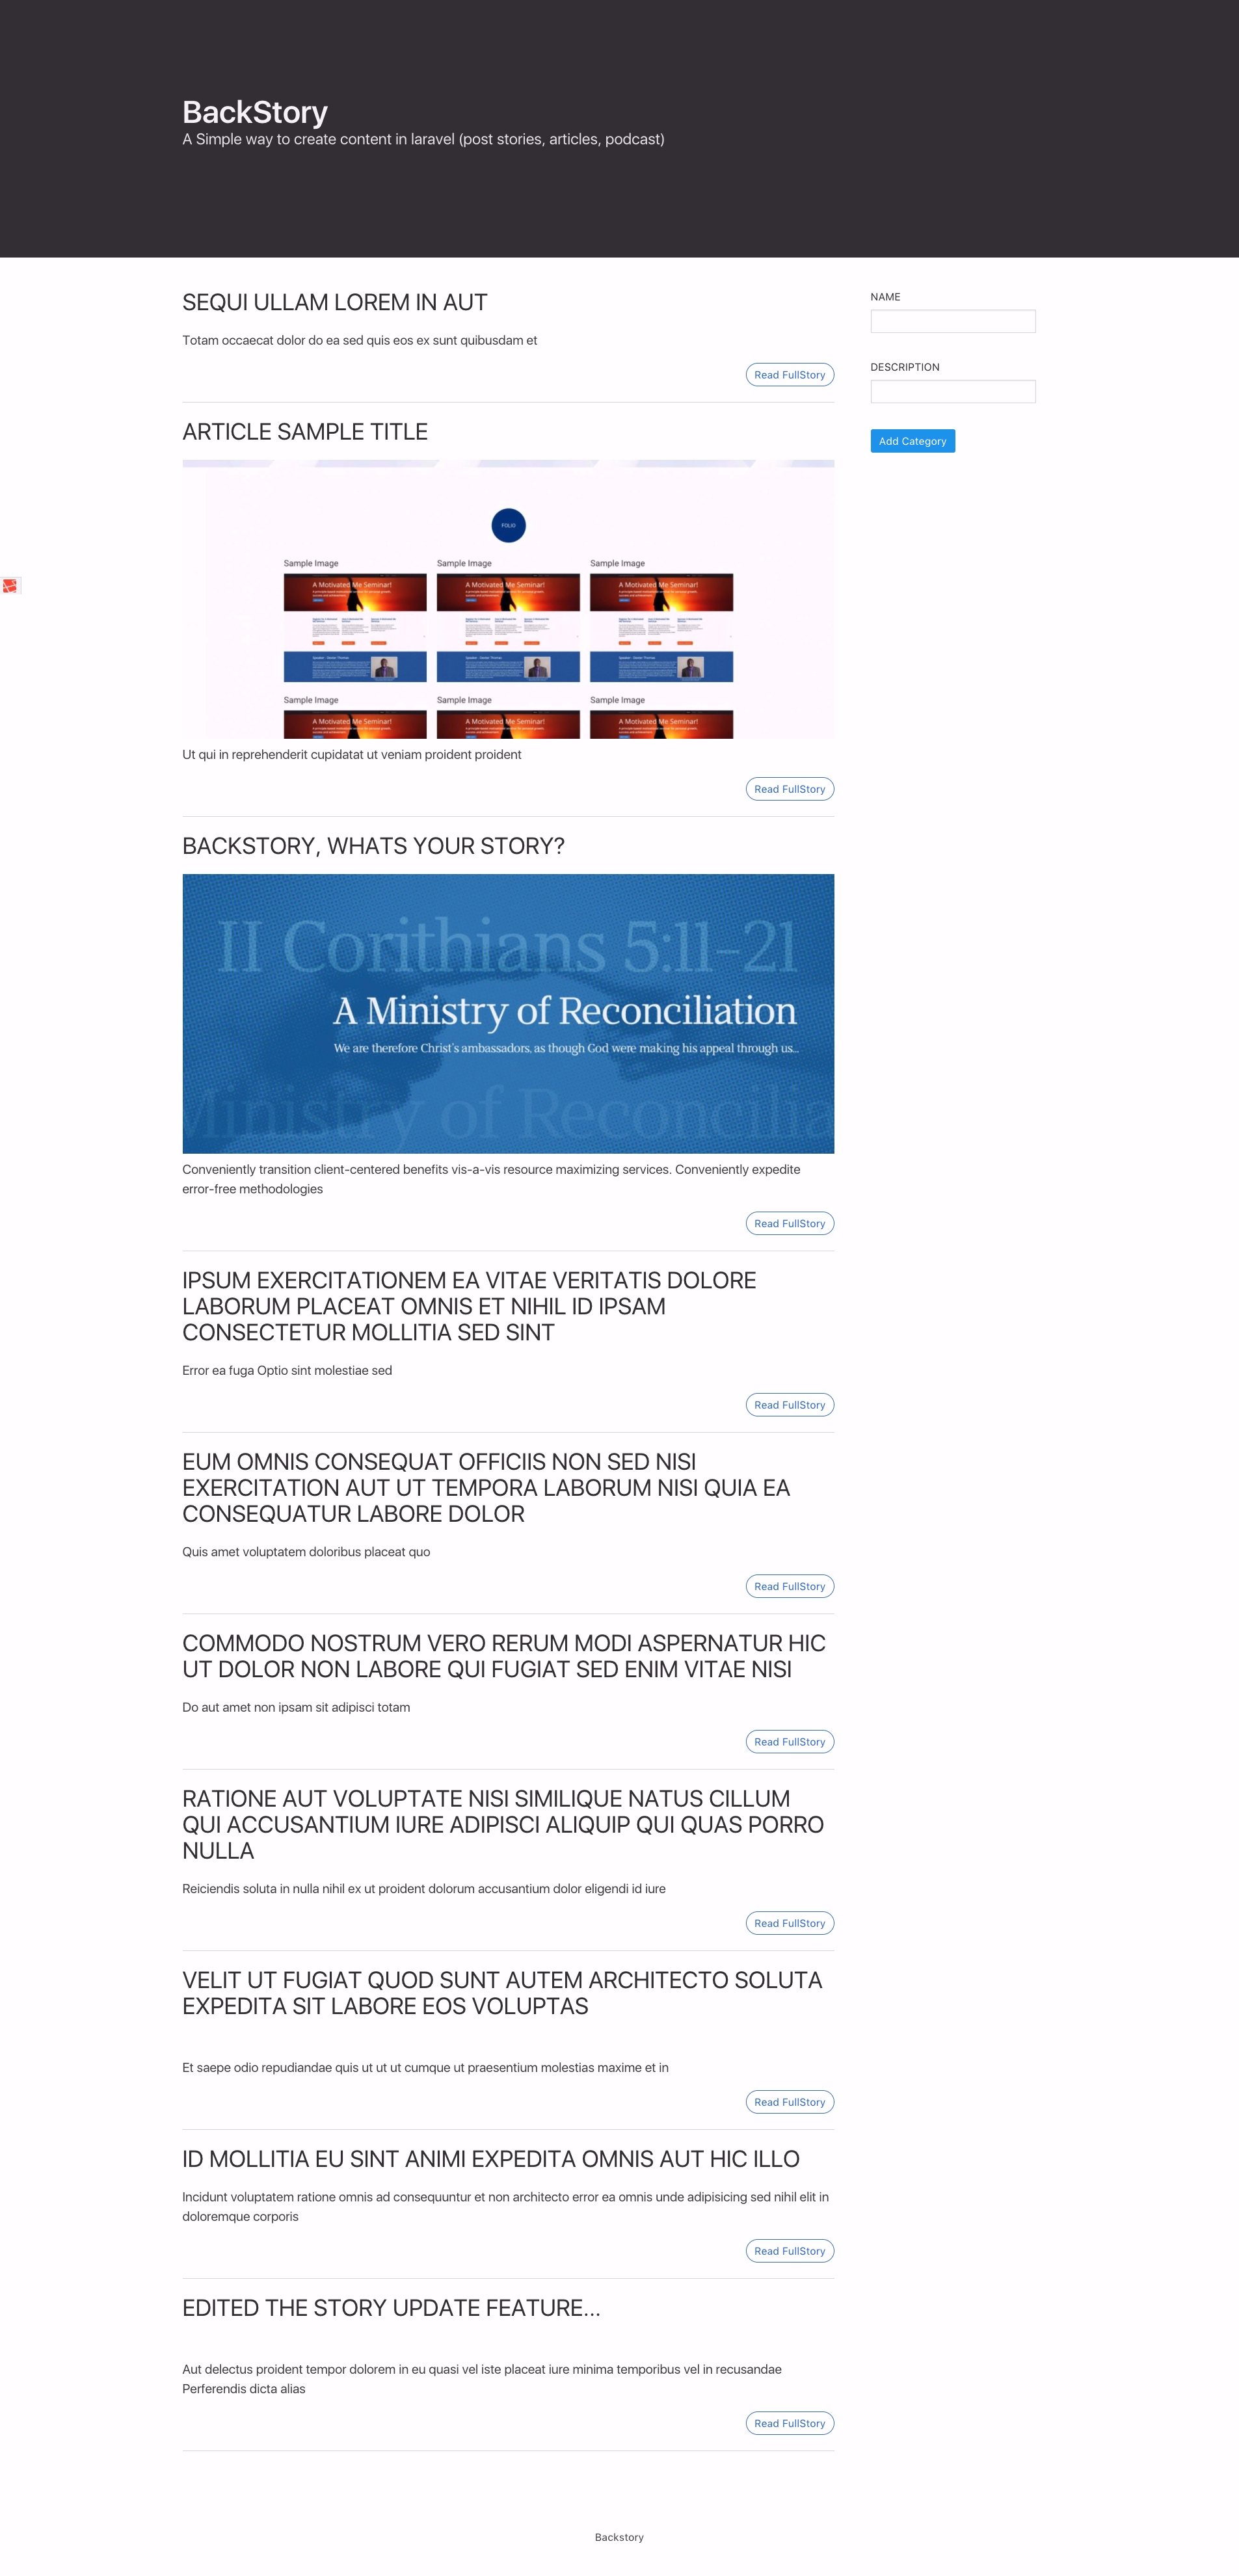 BackStory
A Simple way to create content in laravel (post stories, articles, podcast)
SEQUI ULLAM LOREM IN AUT
Totam occaecat dolor do ea sed quis eos ex sunt quibusdam et
Read FullStory
NAME
DESCRIPTION
Add Category
ARTICLE SAMPLE TITLE
FOLIO
Sample Image Sample Image Sample Image
A Motivated Me Seminar! A Motivated Me Seminar! A Motivated Me Seminar!
Sample Image Sample Image Sample Image
A Motivated Me Seminar! A Motivated Me Seminar! A Motivated Me Seminar!
Ut qui in reprehenderit cupidatat ut veniam proident proident
Read FullStory
BACKSTORY, WHATS YOUR STORY?
II Corithians 5:11-21
A Ministry of Reconciliation
We are therefore Christ's ambassadors, as though God were making his appeal through us...
Ministry of Reconcilia
Conveniently transition client-centered benefits vis-a-vis resource maximizing services. Conveniently expedite
error-free methodologies
Read FullStory
IPSUM EXERCITATIONEM EA VITAE VERITATIS DOLORE
LABORUM PLACEAT OMNIS ET NIHIL ID IPSAM
CONSECTETUR MOLLITIA SED SINT
Error ea fuga Optio sint molestiae sed
Read FullStory
EUM OMNIS CONSEQUAT OFFICIIS NON SED NISI
EXERCITATION AUT UT TEMPORA LABORUM NISI QUIA EA
CONSEQUATUR LABORE DOLOR
Quis amet voluptatem doloribus placeat quo
Read FullStory
COMMODO NOSTRUM VERO RERUM MODI ASPERNATUR HIC
UT DOLOR NON LABORE QUI FUGIAT SED ENIM VITAE NISI
Do aut amet non ipsam sit adipisci totam
Read FullStory
RATIONE AUT VOLUPTATE NISI SIMILIQUE NATUS CILLUM
QUI ACCUSANTIUM IURE ADIPISCI ALIQUIP QUI QUAS PORRO
NULLA
Reiciendis soluta in nulla nihil ex ut proident dolorum accusantium dolor eligendi id iure
Read FullStory
VELIT UT FUGIAT QUOD SUNT AUTEM ARCHITECTO SOLUTA
EXPEDITA SIT LABORE EOS VOLUPTAS
Et saepe odio repudiandae quis ut ut ut cumque ut praesentium molestias maxime et in
Read FullStory
ID MOLLITIA EU SINT ANIMI EXPEDITA OMNIS AUT HIC ILLO
Incidunt voluptatem ratione omnis ad consequuntur et non architecto error ea omnis unde adipisicing sed nihil elit in
doloremque corporis
Read FullStory
EDITED THE STORY UPDATE FEATURE...
Aut delectus proident tempor dolorem in eu quasi vel iste placeat iure minima temporibus vel in recusandae
Perferendis dicta alias
Read FullStory
Backstory